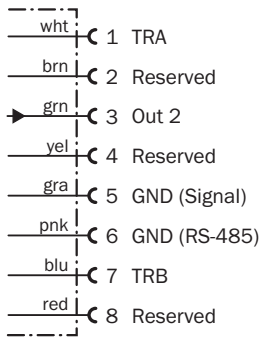 wht 1 TRA
brn 2 Reserved
grn 3 Out 2
yel 4 Reserved
gra 5 GND (Signal)
pnk 6 GND (RS-485)
blu 7 TRB
red 8 Reserved